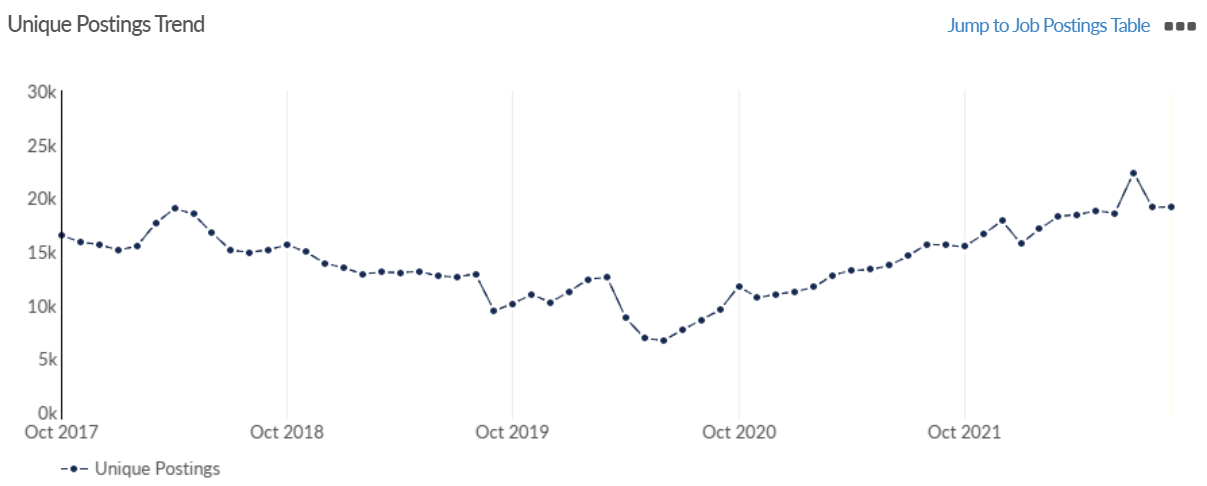 Unique Postings Trend
Jump to Job Postings Table
30k
25k
20k
15k
10k
5k
0k
Oct 2017 Oct 2018 Oct 2019 Oct 2020 Oct 2021
Unique Postings